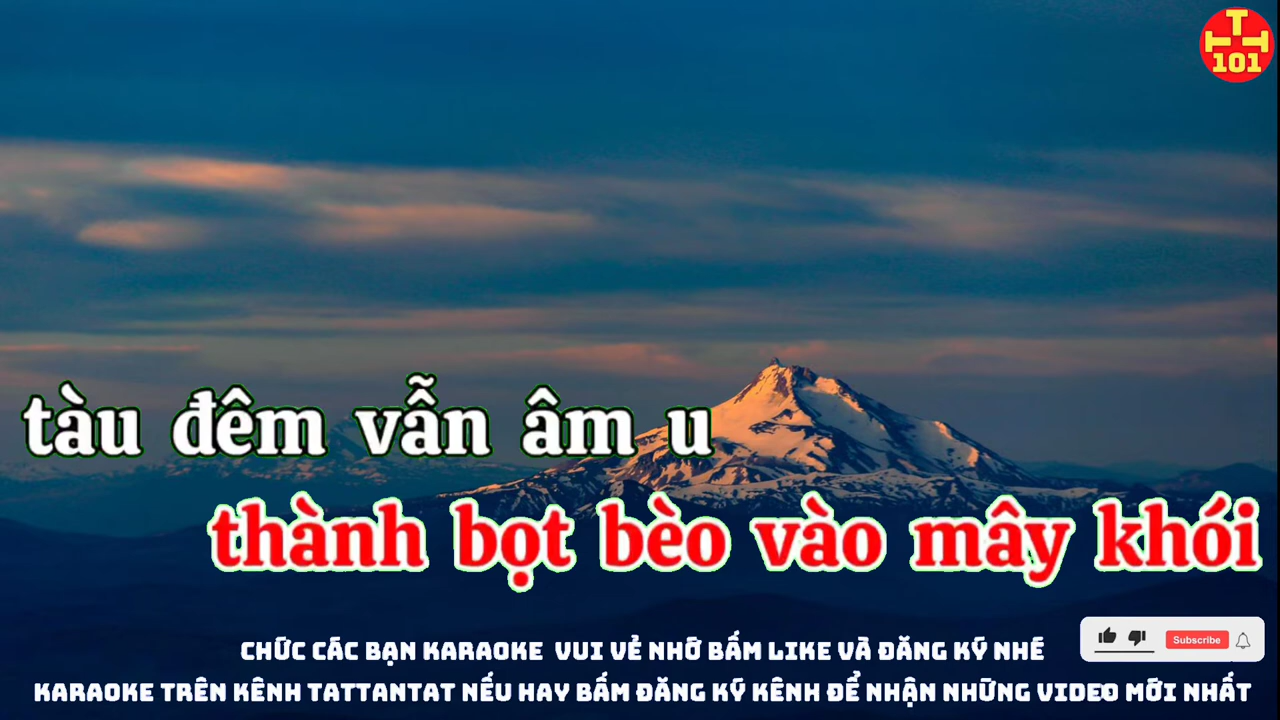 T
T T
101
tàu đêm vẫn âm u
thành bọt bèo vào mây khói
CHÚC CÁC BẠN KARAOKE VUI VẺ NHỚ BẤM LIKE VÀ ĐĂNG KÝ NHÉ
Subscribe
KARAOKE TRÊN KÊNH TATTANTAT NẾU HAY BẤM ĐĂNG KÝ KÊNH ĐỂ NHẬN NHỮNG VIDEO MỚI NHẤT